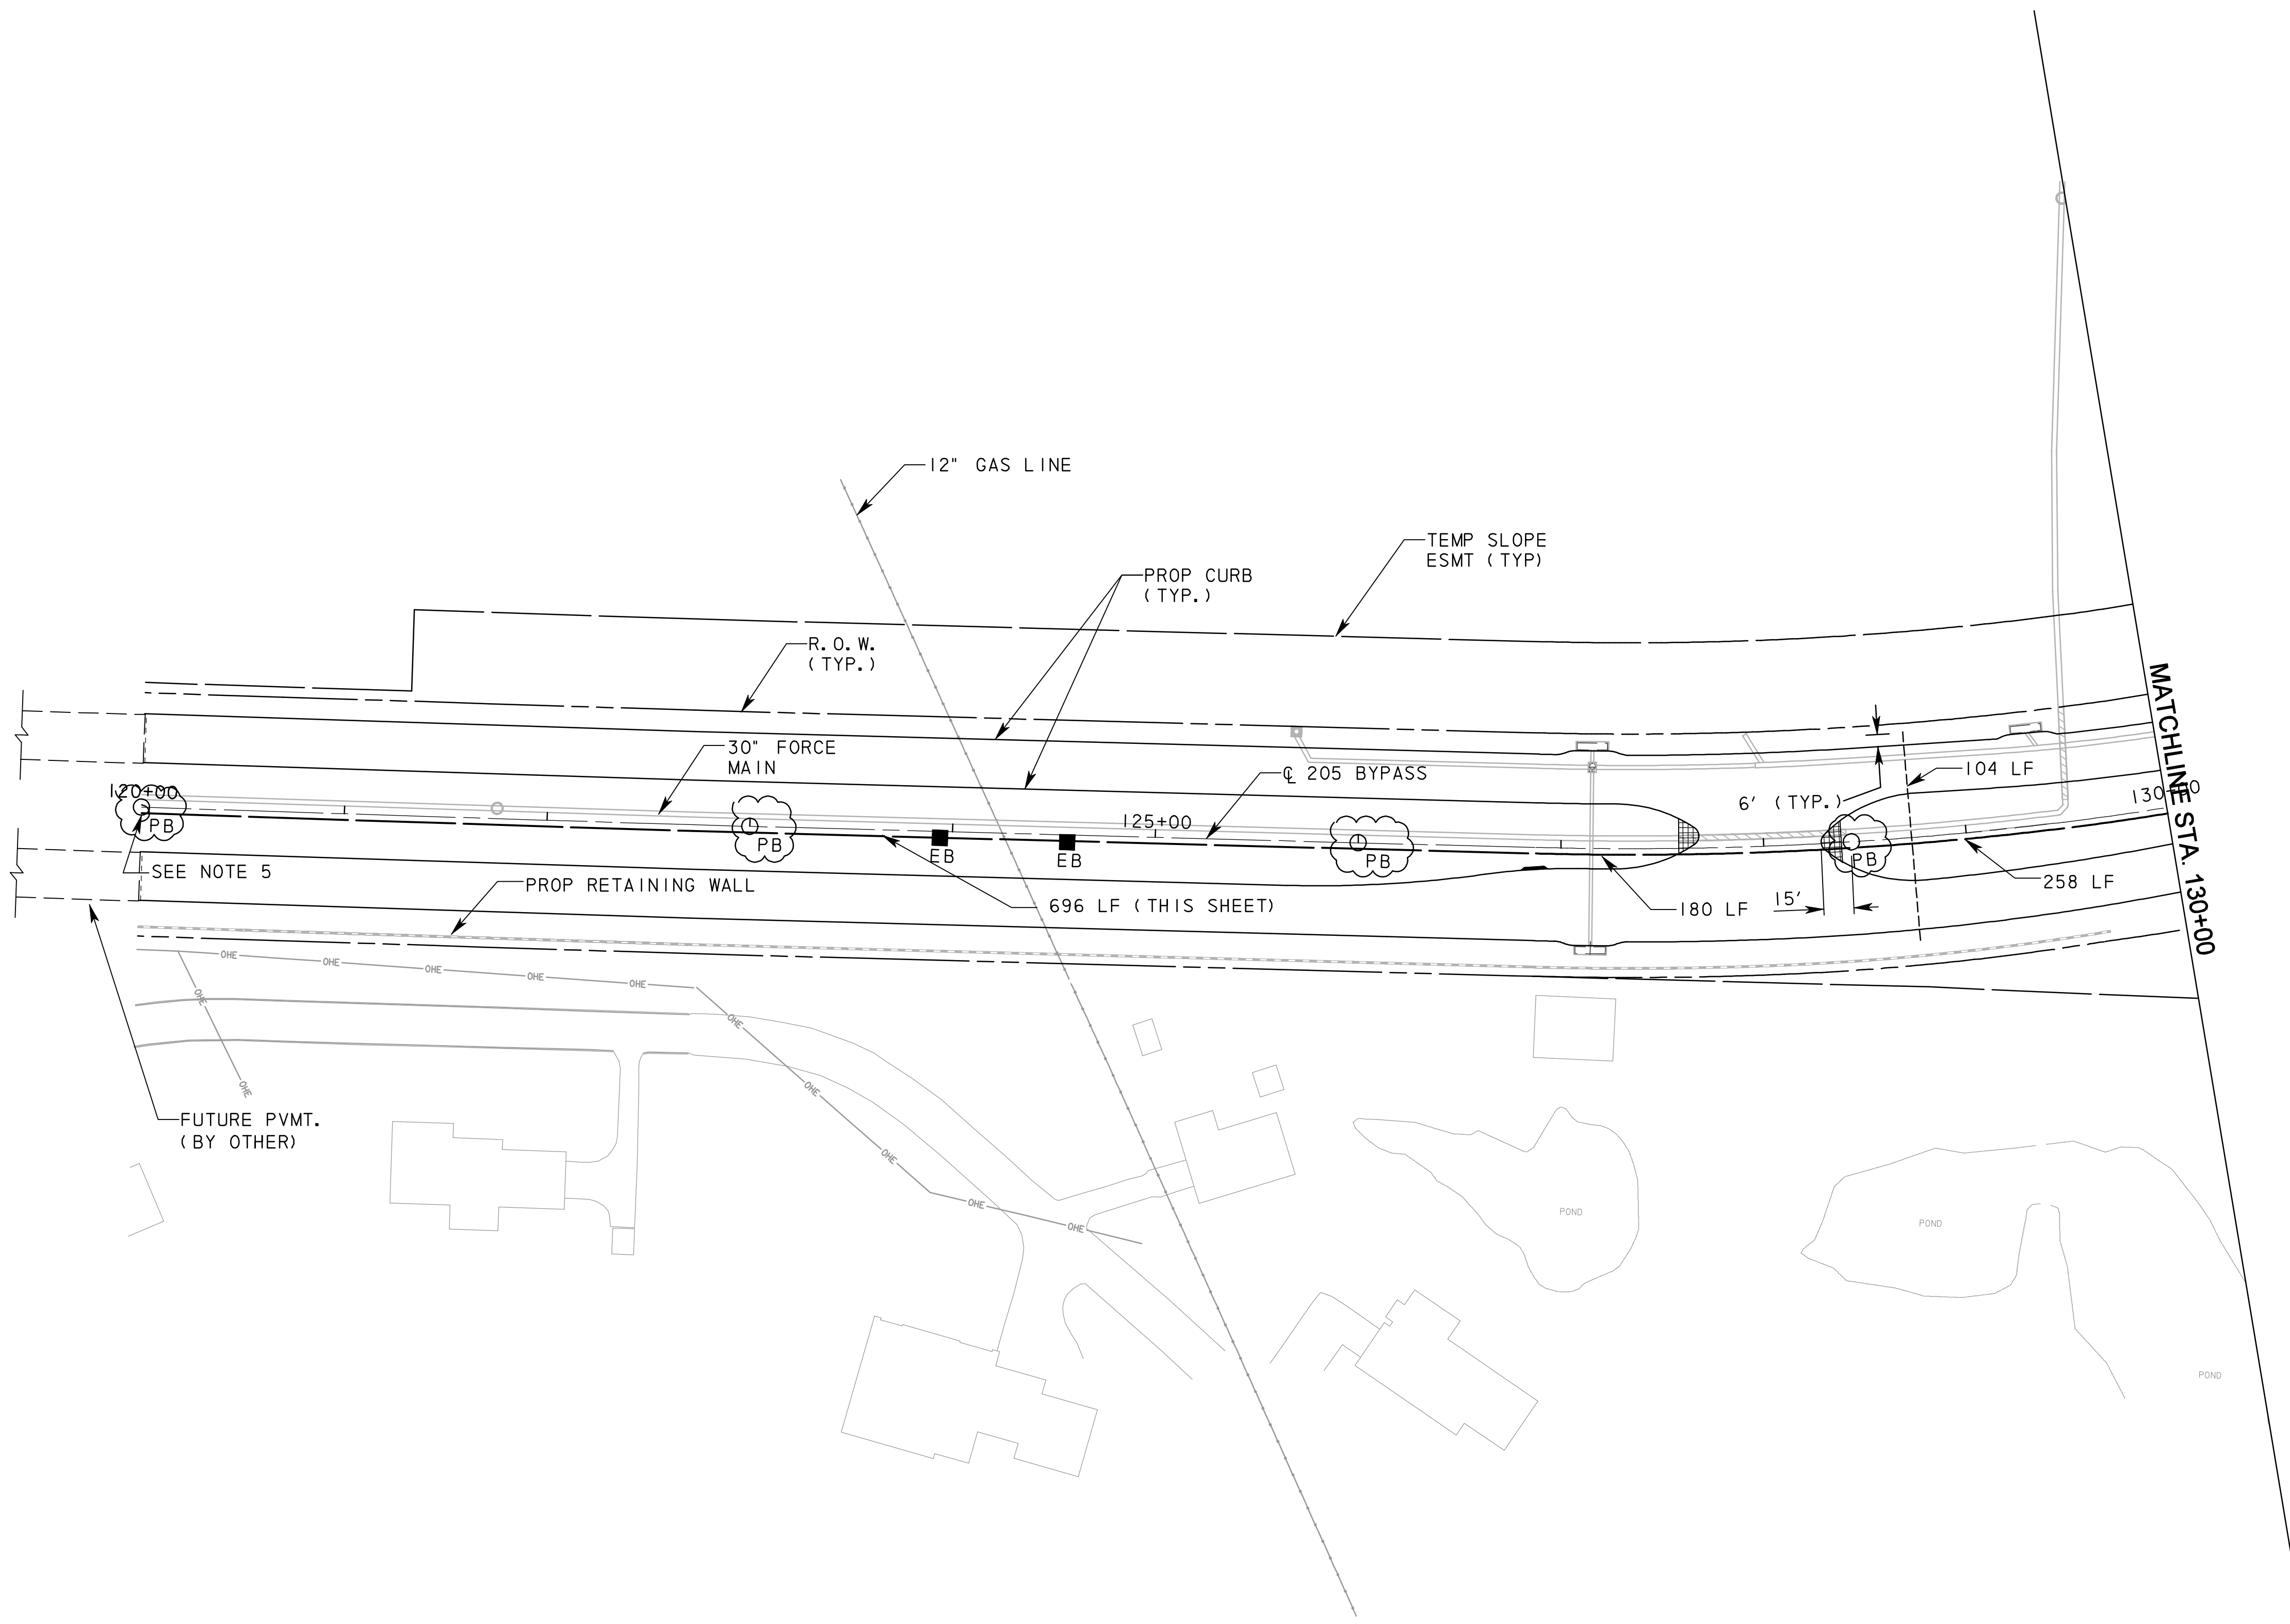 12" GAS LINE
TEMP SLOPE
ESMT (TYP)
PROP CURB
(TYP.)
R.O.W.
(TYP.)
30" FORCE
MAIN
℄ 205 BYPASS
104 LF
6' (TYP.)
120+00
125+00
130+00
MATCHLINE STA. 130+00
PB
PB
EB
EB
PB
PB
SEE NOTE 5
PROP RETAINING WALL
696 LF (THIS SHEET)
180 LF
15'
258 LF
OHE
OHE
OHE
OHE
OHE
OHE
OHE
OHE
OHE
OHE
OHE
OHE
FUTURE PVMT.
(BY OTHER)
POND
POND
POND